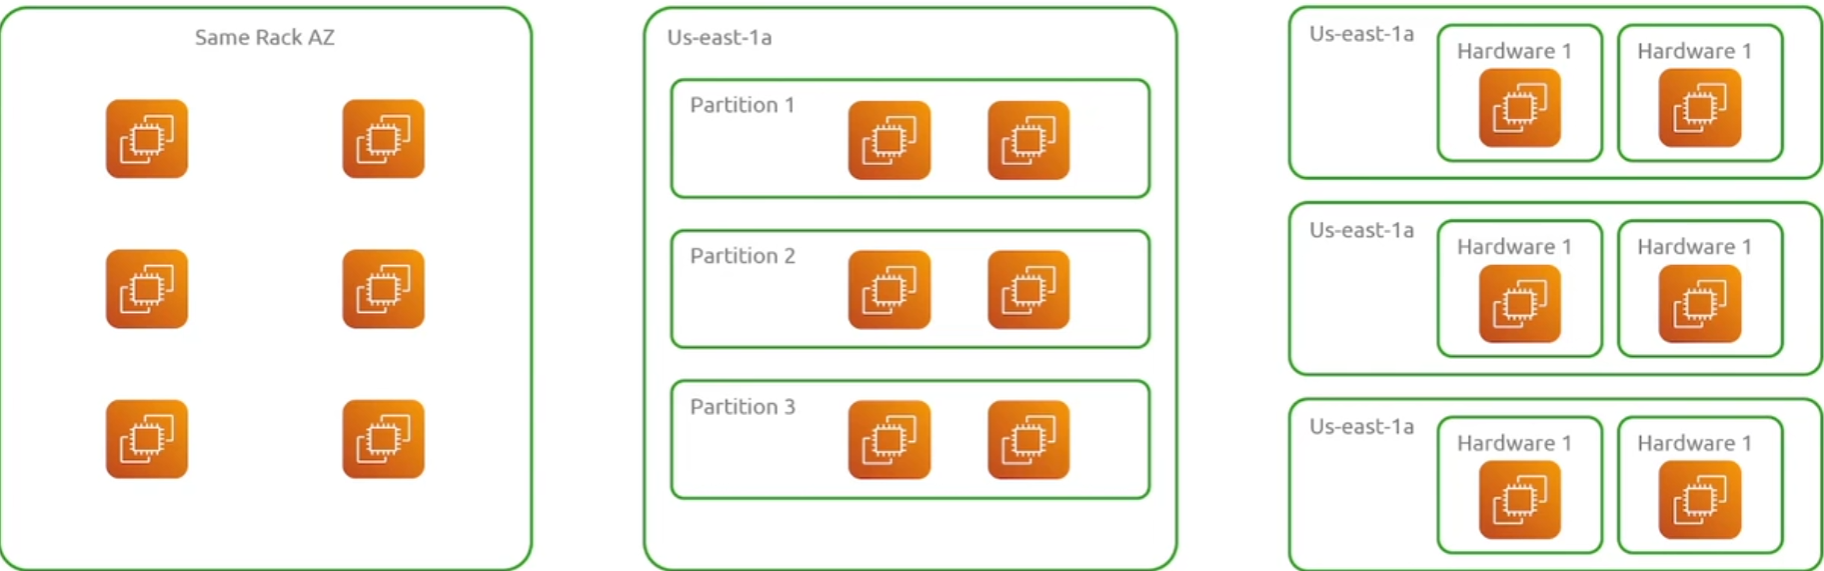 Same Rack AZ
Us-east-1a
Partition 1
Partition 2
Partition 3
Us-east-1a
Hardware 1
Hardware 1
Us-east-1a
Hardware 1
Hardware 1
Us-east-1a
Hardware 1
Hardware 1